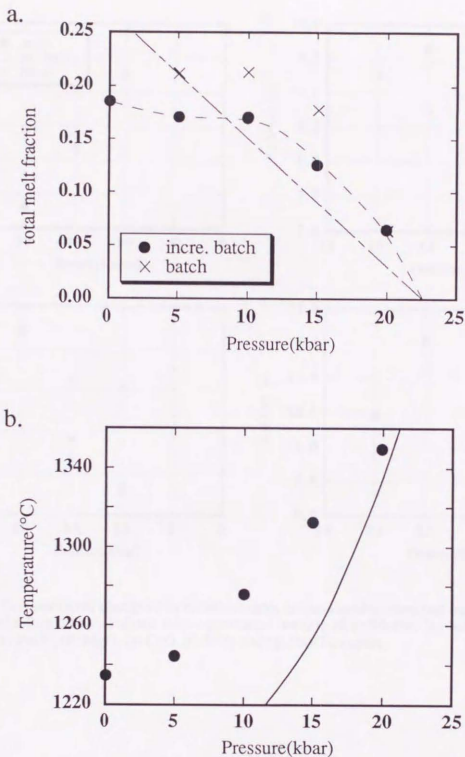 a.
0.25
0.20
0.15
0.10
0.05
0.00
total melt fraction
incre. batch
batch
0 5 10 15 20 25
Pressure(kbar)
b.
1340
1300
1260
1220
Temperature(°C)
0 5 10 15 20 25
Pressure(kbar)